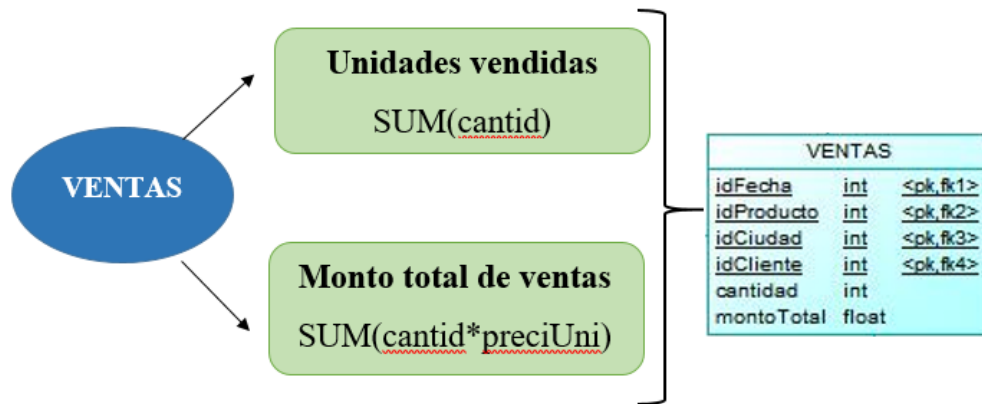 VENTAS
Unidades vendidas
SUM(cantid)
Monto total de ventas
SUM(cantid*preciUni)
VENTAS
idFecha int <pk,fk1>
idProducto int <pk,fk2>
idCiudad int <pk,fk3>
idCliente int <pk,fk4>
cantidad int
montoTotal float